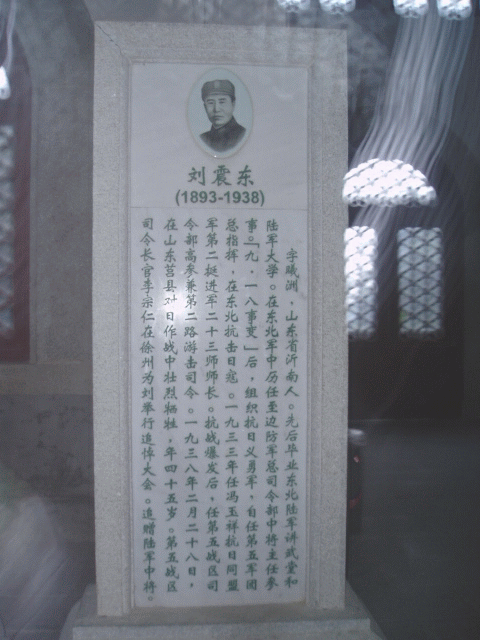 刘震东
(1893-1938)
字曦洲，山东省沂南人。先后毕业东北陆军讲武堂和
陆军大学。在东北军中历任至边防军总司令部中将主任参
事。「九·一八事变」后，组织抗日义勇军，自任第五军团
总指挥，在东北抗击日寇。一九三三年任冯玉祥抗日同盟
军第二挺进军二十三师师长。抗战爆发后，任第五战区司
令部高参兼第二路游击司令。一九三八年二月二十八日，
在山东莒县对日作战中壮烈牺牲，年四十五岁。第五战区
司令长官李宗仁在徐州为刘举行追悼大会。追赠陆军中将。